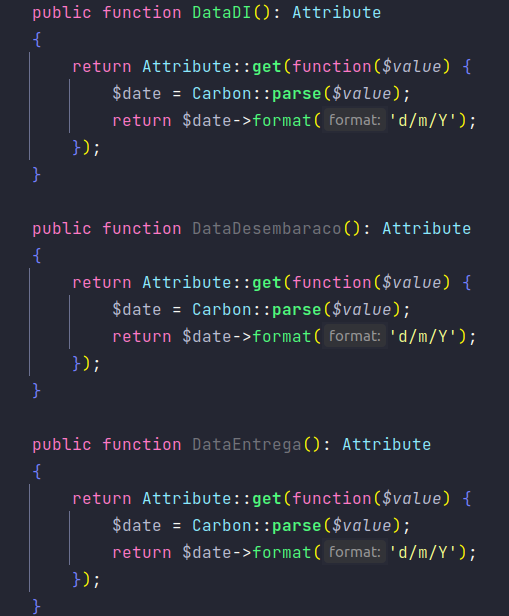 public function DataDI(): Attribute
{
return Attribute::get(function($value) {
$date = Carbon::parse($value);
return $date->format( format: 'd/m/Y');
});
}
public function DataDesembaraco(): Attribute
{
return Attribute::get(function($value) {
$date = Carbon::parse($value);
return $date->format( format: 'd/m/Y');
});
}
public function DataEntrega(): Attribute
{
return Attribute::get(function($value) {
$date = Carbon::parse($value);
return $date->format( format: 'd/m/Y');
});
}